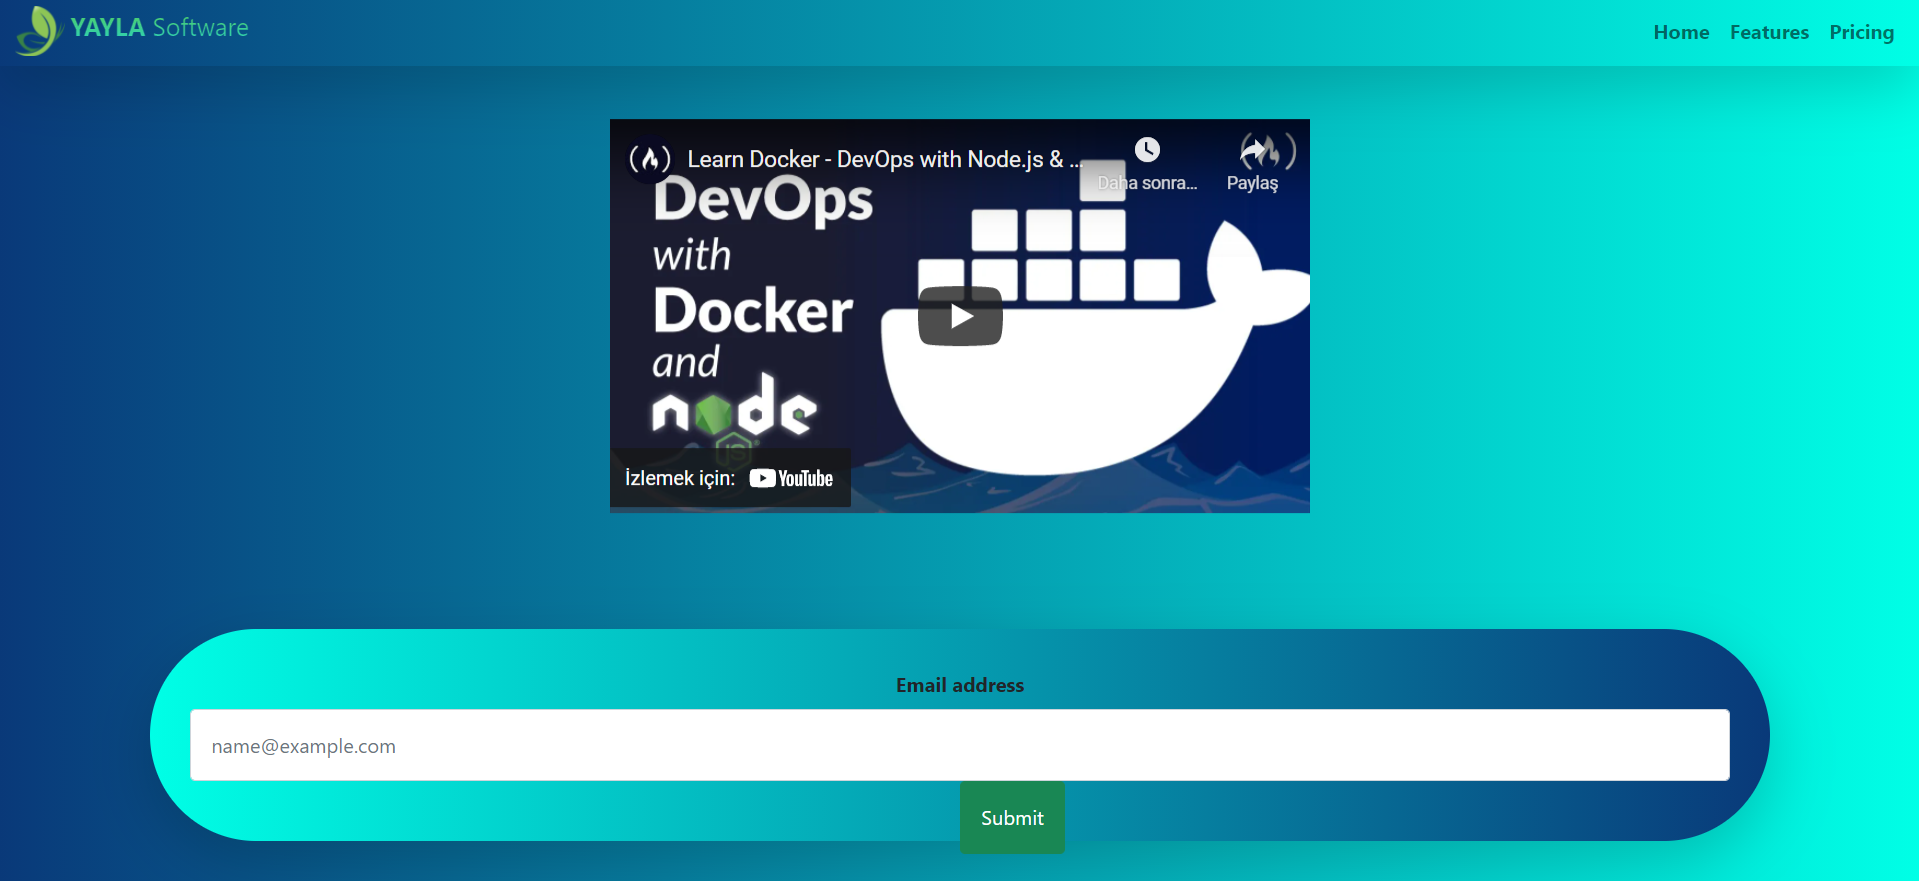 YAYLA Software
Home Features Pricing
Learn Docker - DevOps with Node.js & ...
Daha sonra...
Paylaş
DevOps
with
Docker
and
node
JS
İzlemek için: YouTube
Email address
name@example.com
Submit